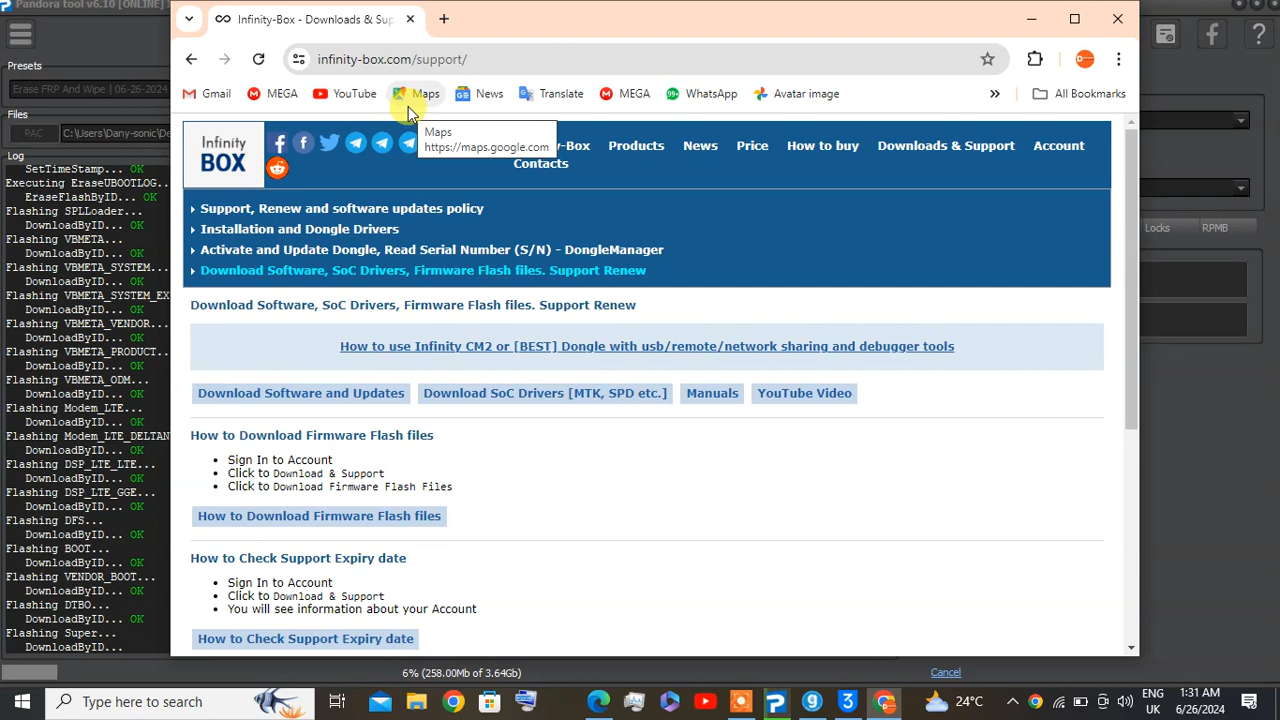 Pandora tool v6.10 [ONLINE]
Infinity-Box - Downloads & Sup
infinity-box.com/support/
Gmail
MEGA
YouTube
Maps
News
Translate
MEGA
WhatsApp
Avatar image
All Bookmarks
Maps
https://maps.google.com
Infinity
BOX
-Box
Products
News
Price
How to buy
Downloads & Support
Account
Contacts
Support, Renew and software updates policy
Installation and Dongle Drivers
Activate and Update Dongle, Read Serial Number (S/N) - DongleManager
Download Software, SoC Drivers, Firmware Flash files. Support Renew
Download Software, SoC Drivers, Firmware Flash files. Support Renew
How to use Infinity CM2 or [BEST] Dongle with usb/remote/network sharing and debugger tools
Download Software and Updates
Download SoC Drivers [MTK, SPD etc.]
Manuals
YouTube Video
How to Download Firmware Flash files
Sign In to Account
Click to Download & Support
Click to Download Firmware Flash Files
How to Download Firmware Flash files
How to Check Support Expiry date
Sign In to Account
Click to Download & Support
You will see information about your Account
How to Check Support Expiry date
Presets
Erase FRP And Wipe | 06-26-2024
Files
PAC
C:\Users\Dany-sonic\D
Log
SetTimeStamp... OK
Executing EraseUBOOTLOG...
EraseFlashByID... OK
Flashing SPLLoader...
DownloadByID... OK
Flashing VBMETA...
DownloadByID... OK
Flashing VBMETA_SYSTEM...
DownloadByID... OK
Flashing VBMETA_SYSTEM_EX
DownloadByID... OK
Flashing VBMETA_VENDOR...
DownloadByID... OK
Flashing VBMETA_PRODUCT...
DownloadByID... OK
Flashing VBMETA_ODM...
DownloadByID... OK
Flashing Modem_LTE...
DownloadByID... OK
Flashing Modem_LTE_DELTAN
DownloadByID... OK
Flashing DSP_LTE_LTE...
DownloadByID... OK
Flashing DSP_LTE_GGE...
DownloadByID... OK
Flashing DFS...
DownloadByID... OK
Flashing BOOT...
DownloadByID... OK
Flashing VENDOR_BOOT...
DownloadByID... OK
Flashing DTBO...
DownloadByID... OK
Flashing Super...
DownloadByID...
Locks
RPMB
6% (258.00Mb of 3.64Gb)
Cancel
Type here to search
24°C
ENG
UK
1:31 AM
6/26/2024